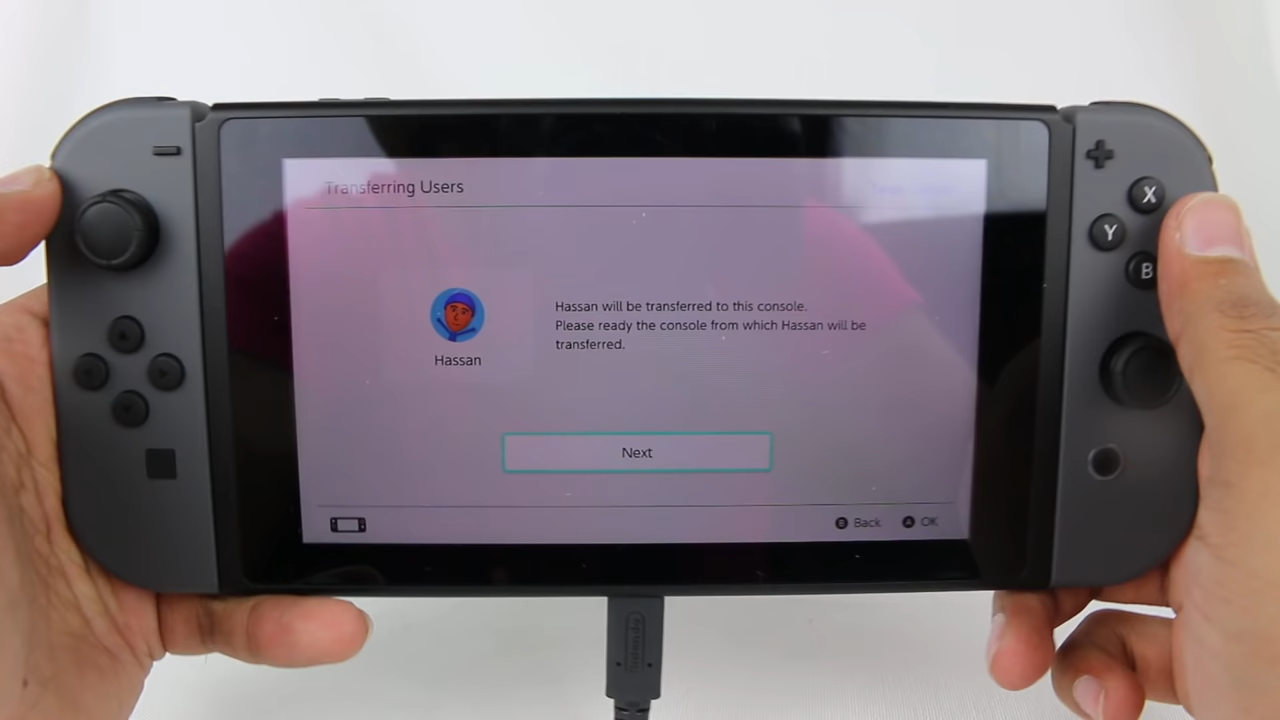 Transferring Users
Hassan will be transferred to this console.
Please ready the console from which Hassan will be
transferred.
Hassan
Next
B Back A OK
X
Y
B
Nintendo